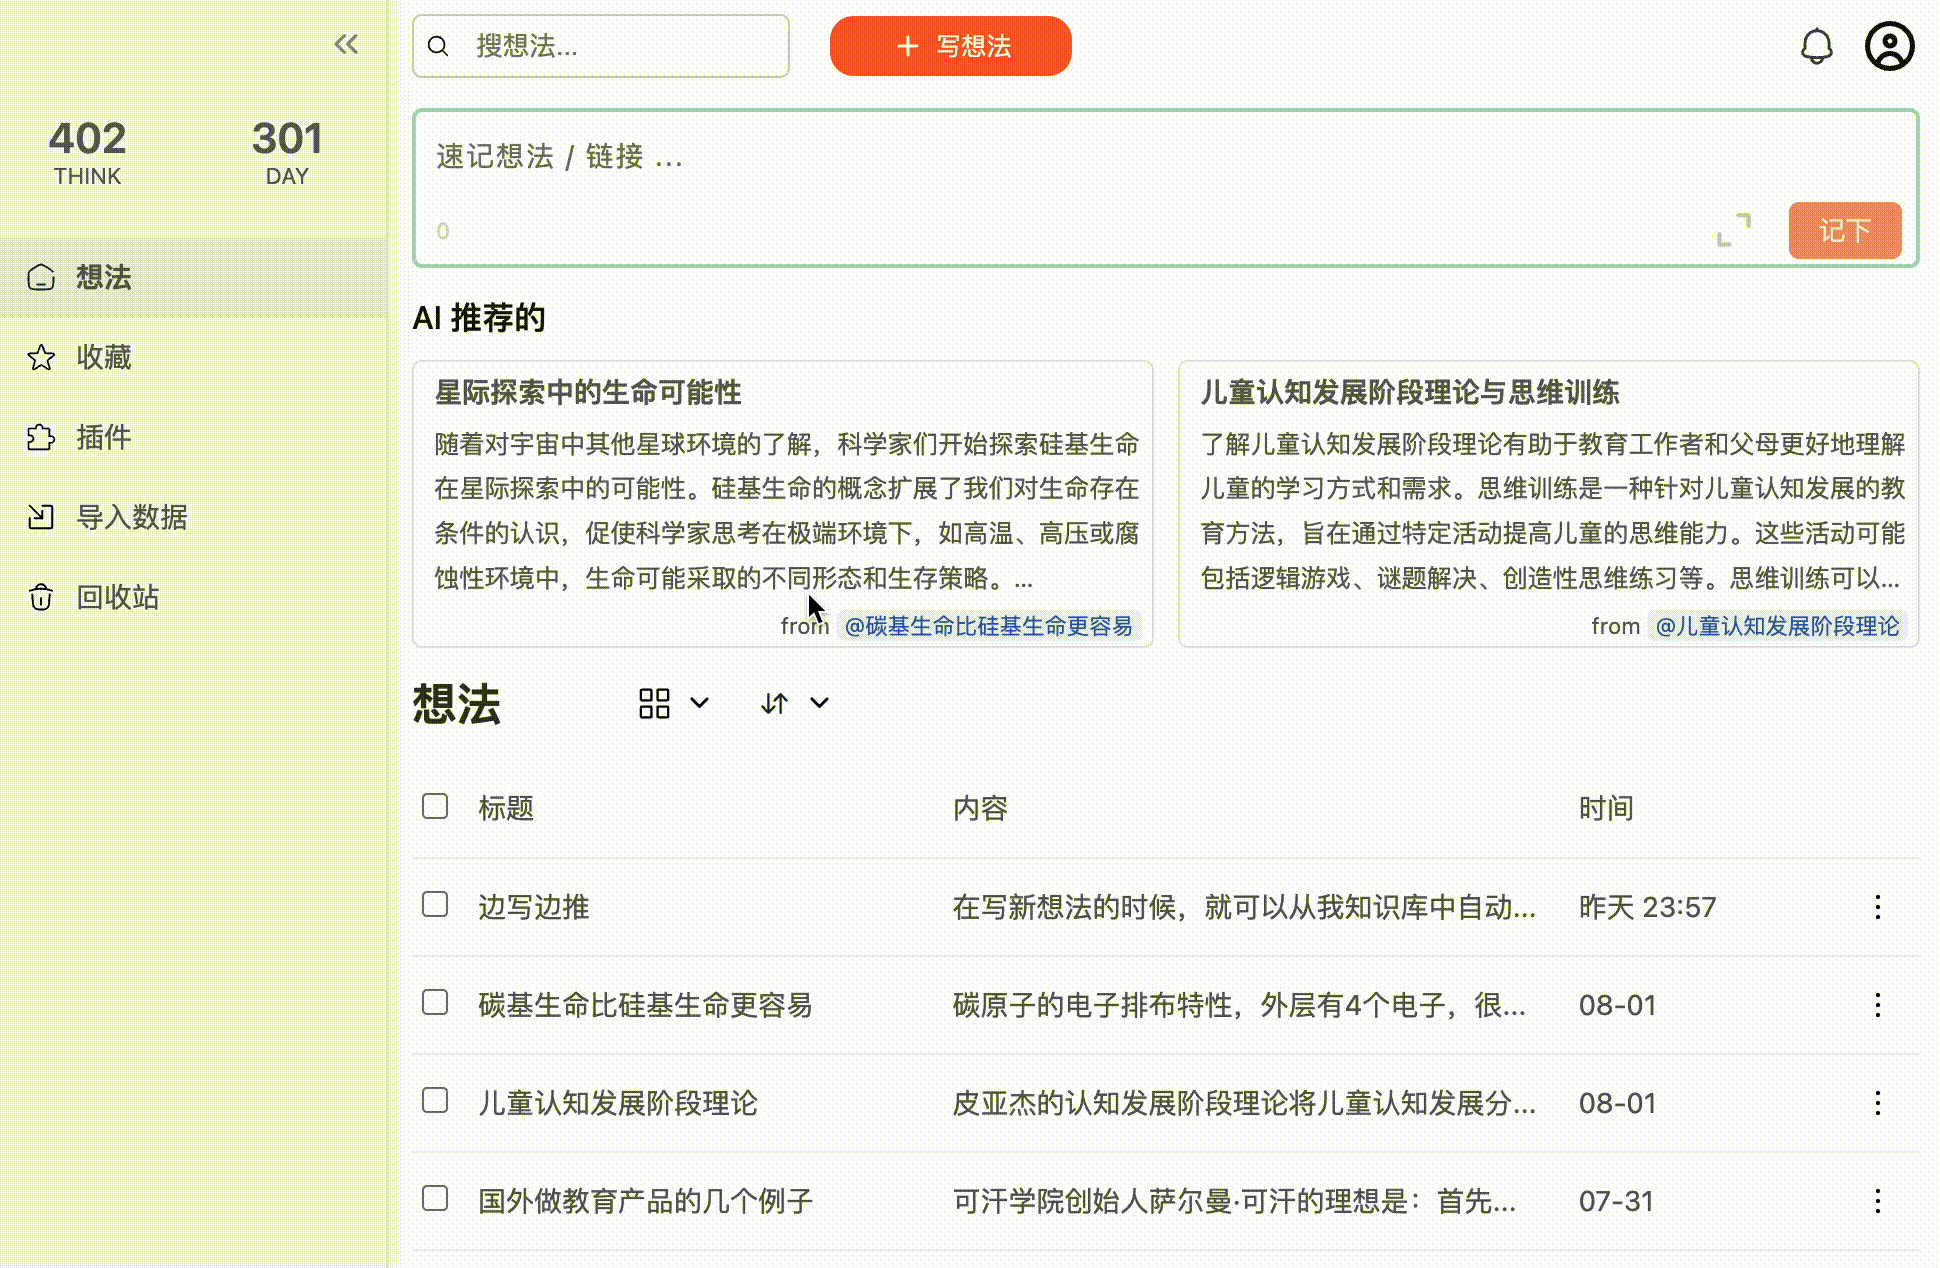 搜想法...
+ 写想法
402
THINK
301
DAY
想法
收藏
插件
导入数据
回收站
速记想法 / 链接 ...
0
记下
AI 推荐的
星际探索中的生命可能性
随着对宇宙中其他星球环境的了解，科学家们开始探索硅基生命
在星际探索中的可能性。硅基生命的概念扩展了我们对生命存在
条件的认识，促使科学家思考在极端环境下，如高温、高压或腐
蚀性环境中，生命可能采取的不同形态和生存策略。...
from @碳基生命比硅基生命更容易
儿童认知发展阶段理论与思维训练
了解儿童认知发展阶段理论有助于教育工作者和父母更好地理解
儿童的学习方式和需求。思维训练是一种针对儿童认知发展的教
育方法，旨在通过特定活动提高儿童的思维能力。这些活动可能
包括逻辑游戏、谜题解决、创造性思维练习等。思维训练可以...
from @儿童认知发展阶段理论
想法
标题 内容 时间
边写边推 在写新想法的时候，就可以从我知识库中自动... 昨天 23:57
碳基生命比硅基生命更容易 碳原子的电子排布特性，外层有4个电子，很... 08-01
儿童认知发展阶段理论 皮亚杰的认知发展阶段理论将儿童认知发展分... 08-01
国外做教育产品的几个例子 可汗学院创始人萨尔曼·可汗的理想是：首先... 07-31